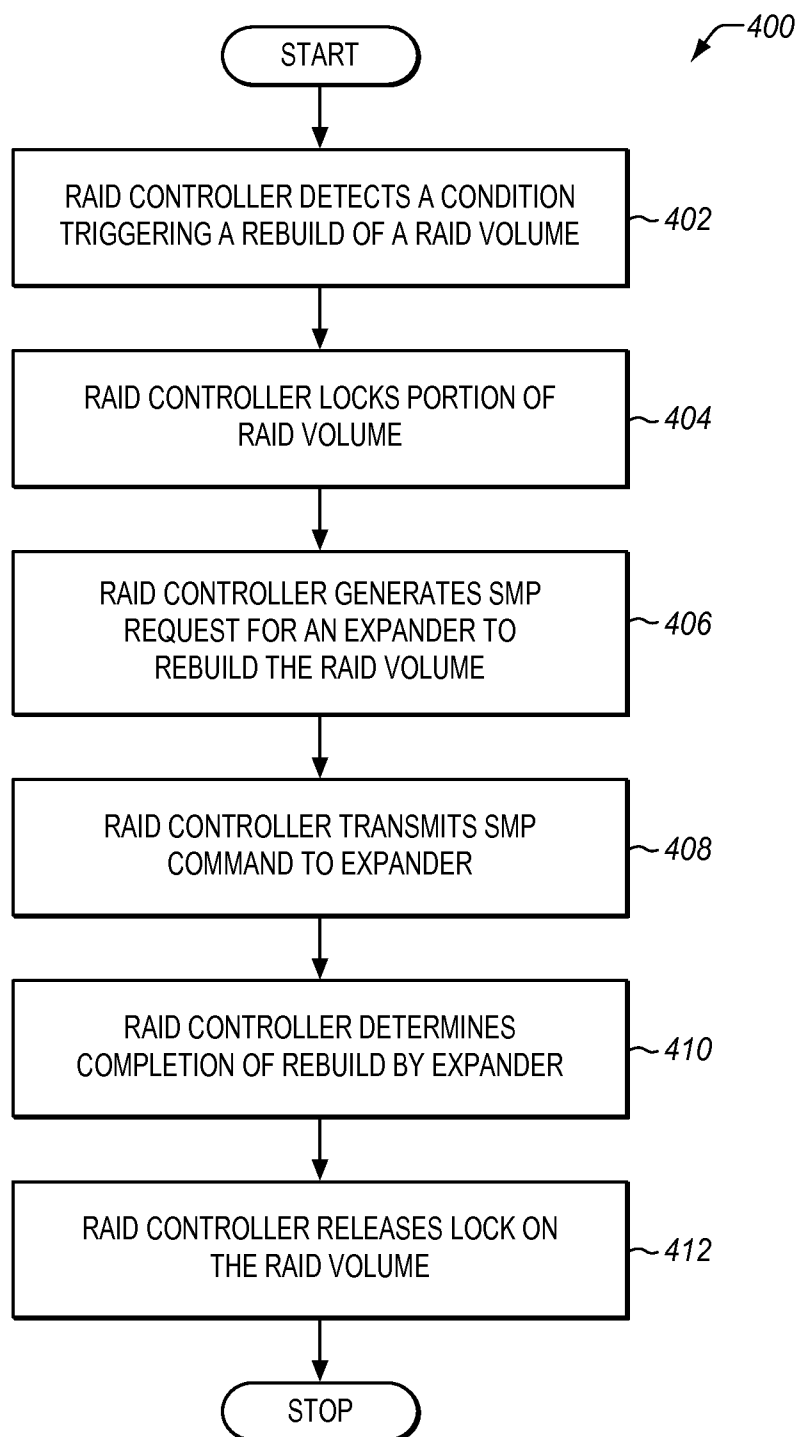 400
START
RAID CONTROLLER DETECTS A CONDITION
TRIGGERING A REBUILD OF A RAID VOLUME
402
RAID CONTROLLER LOCKS PORTION OF
RAID VOLUME
404
RAID CONTROLLER GENERATES SMP
REQUEST FOR AN EXPANDER TO
REBUILD THE RAID VOLUME
406
RAID CONTROLLER TRANSMITS SMP
COMMAND TO EXPANDER
408
RAID CONTROLLER DETERMINES
COMPLETION OF REBUILD BY EXPANDER
410
RAID CONTROLLER RELEASES LOCK ON
THE RAID VOLUME
412
STOP